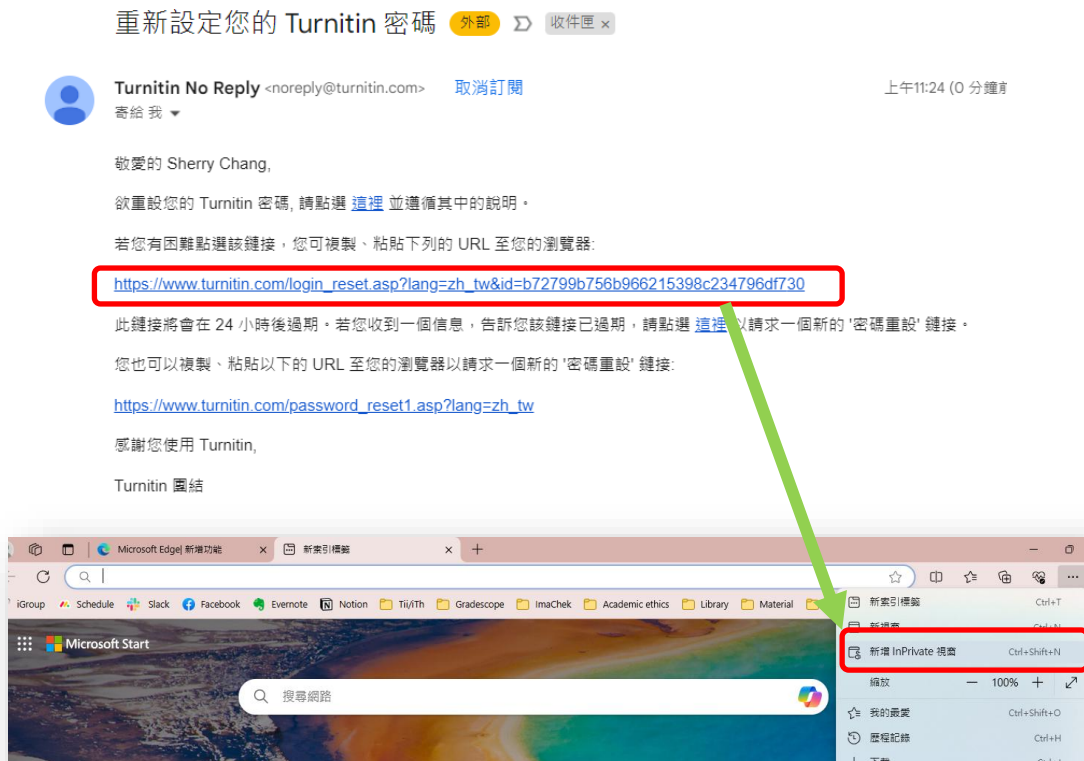 重新設定您的 Turnitin 密碼 外部 收件匣 ×
Turnitin No Reply <noreply@turnitin.com> 取消訂閱 上午11:24 (0 分鐘前
寄給 我
敬愛的 Sherry Chang,
欲重設您的 Turnitin 密碼, 請點選 這裡 並遵循其中的說明。
若您有困難點選該鏈接，您可複製、粘貼下列的 URL 至您的瀏覽器:
https://www.turnitin.com/login_reset.asp?lang=zh_tw&id=b72799b756b966215398c234796df730
此鏈接將會在 24 小時後過期。若您收到一個信息，告訴您該鏈接已過期，請點選 這裡 以請求一個新的 '密碼重設' 鏈接。
您也可以複製、粘貼以下的 URL 至您的瀏覽器以請求一個新的 '密碼重設' 鏈接:
https://www.turnitin.com/password_reset1.asp?lang=zh_tw
感謝您使用 Turnitin,
Turnitin 團結
Microsoft Edge| 新增功能 新索引標籤
iGroup Schedule Slack Facebook Evernote Notion Tii/iTh Gradescope ImaChek Academic ethics Library Material
新索引標籤 Ctrl+T
Microsoft Start
新增 InPrivate 視窗 Ctrl+Shift+N
縮放 100%
搜尋網路
我的最愛 Ctrl+Shift+O
歷程記錄 Ctrl+H